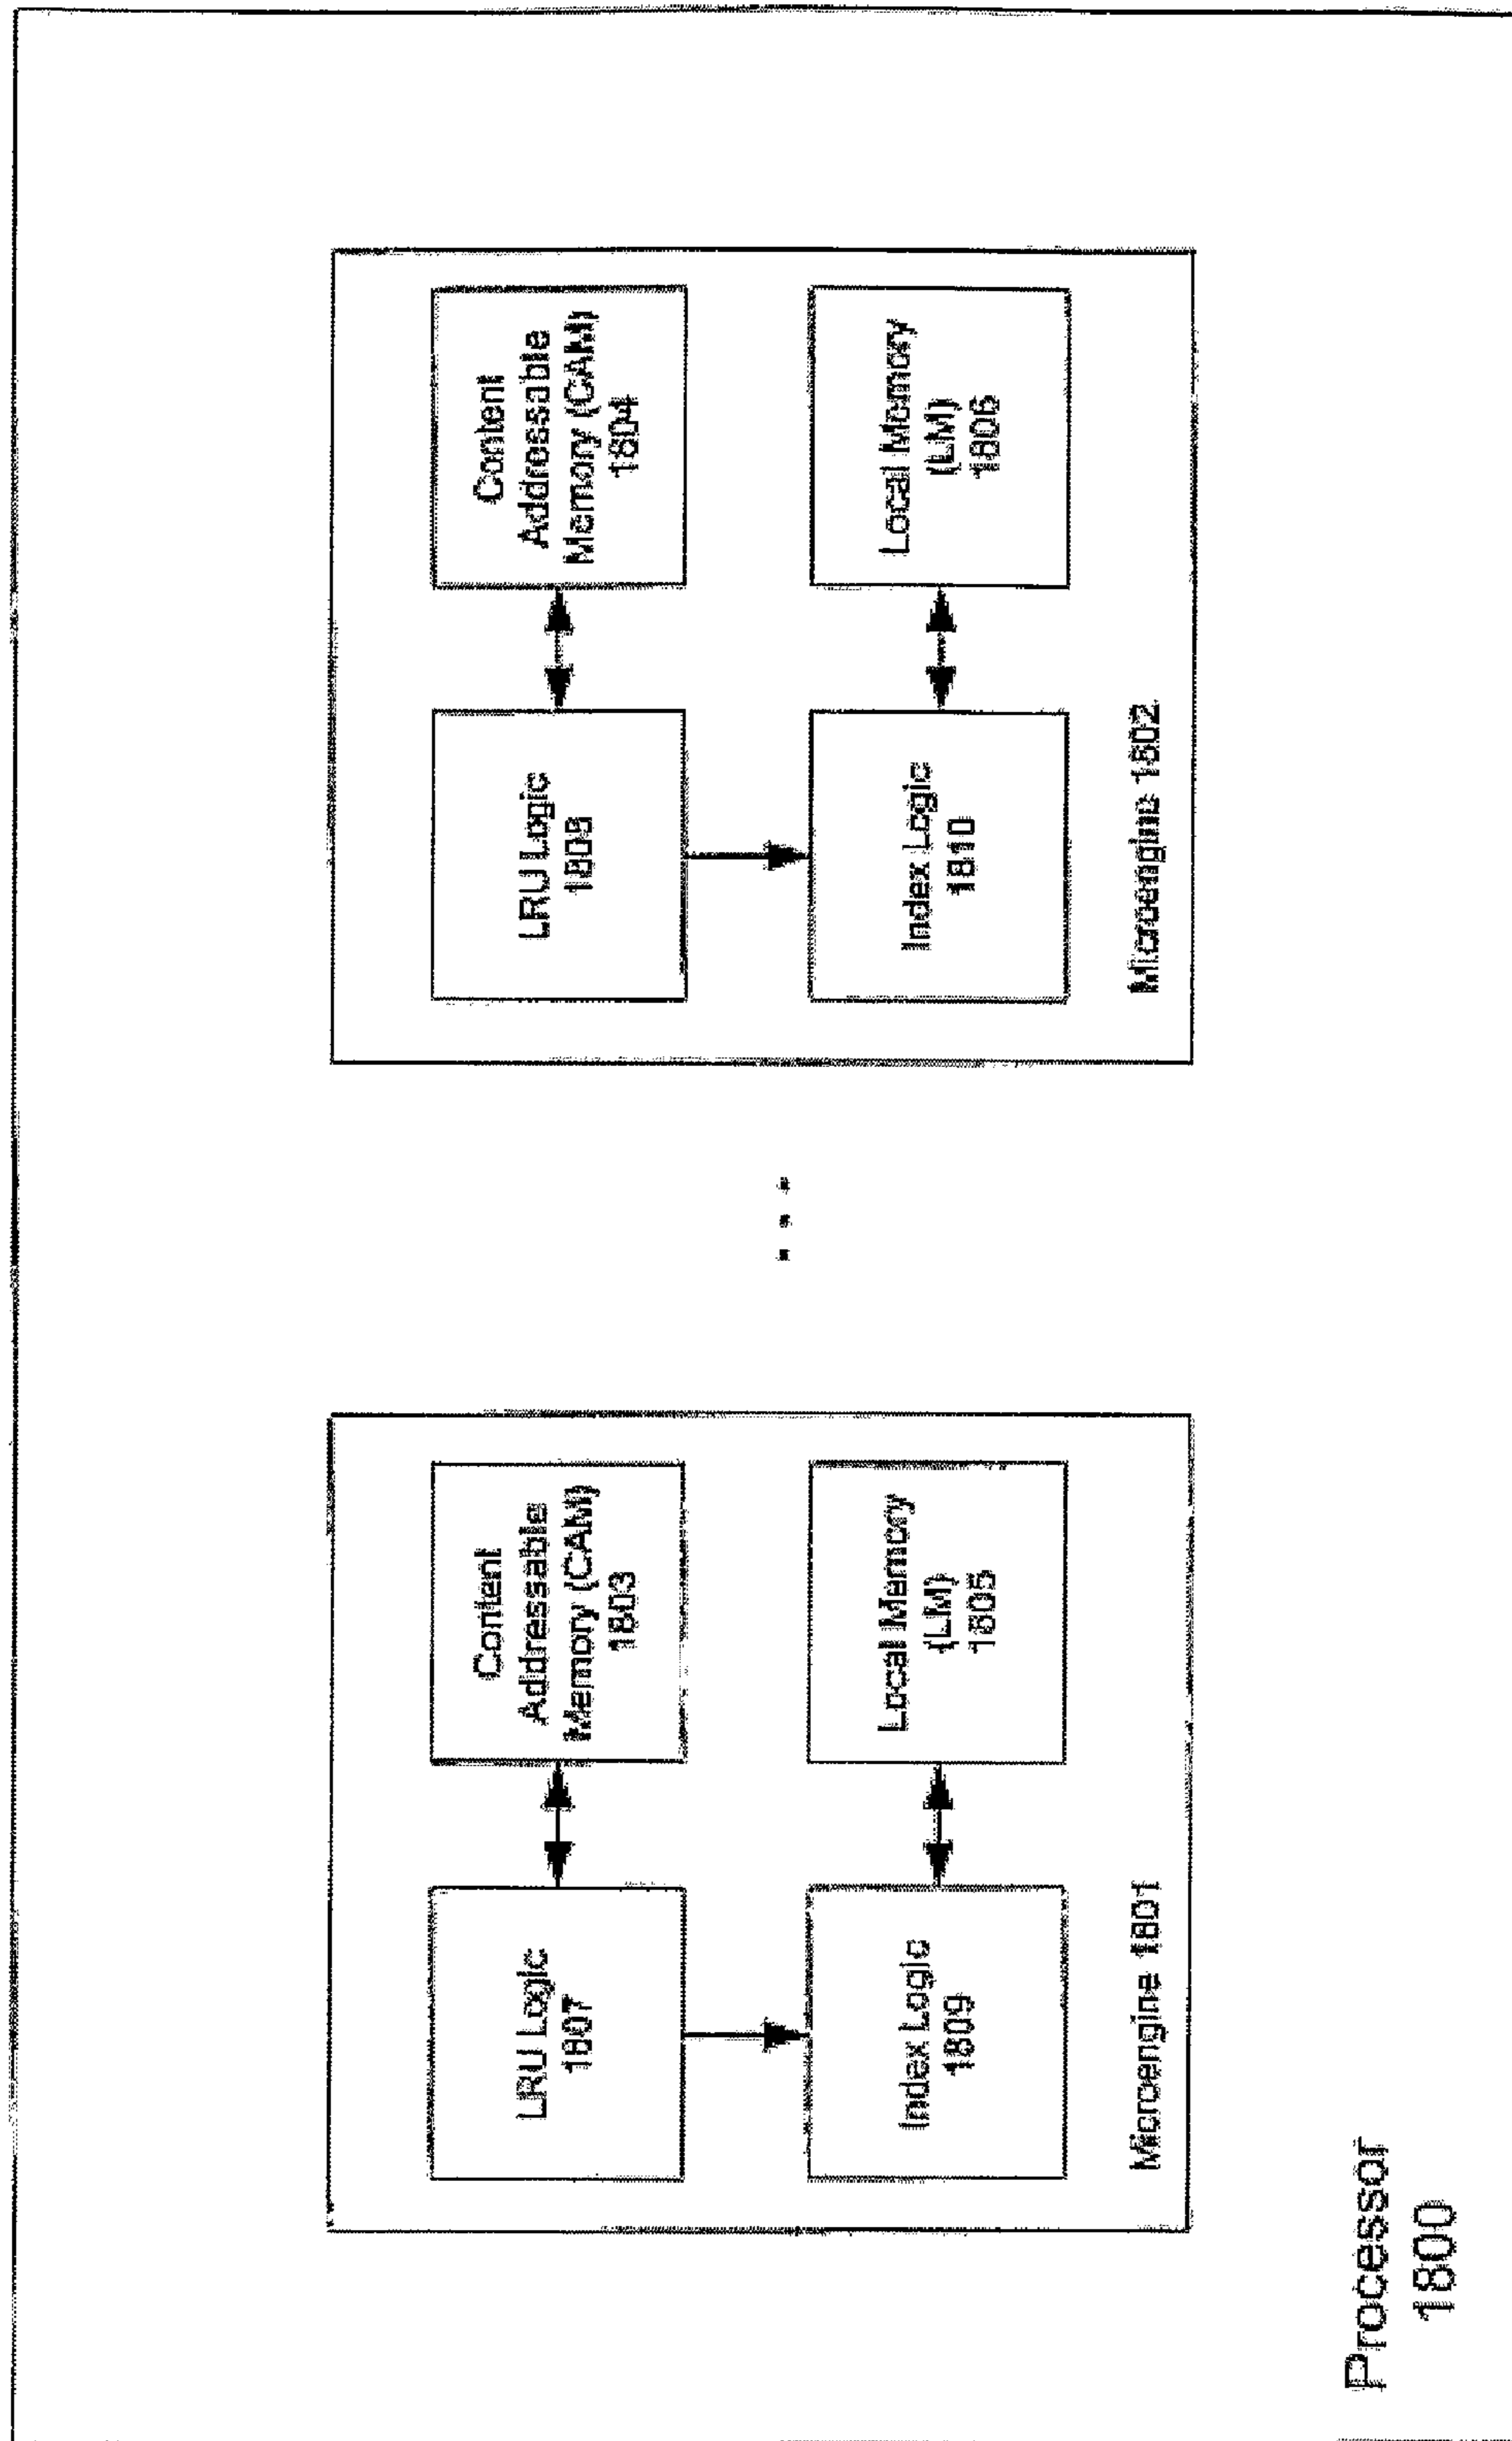 LRU Logic
1807
Content
Addressable
Memory (CAM)
1803
Index Logic
1809
Local Memory
(LM)
1805
Microengine 1801
LRU Logic
1808
Content
Addressable
Memory (CAM)
1804
Index Logic
1810
Local Memory
(LM)
1806
Microengine 1802
Processor
1800